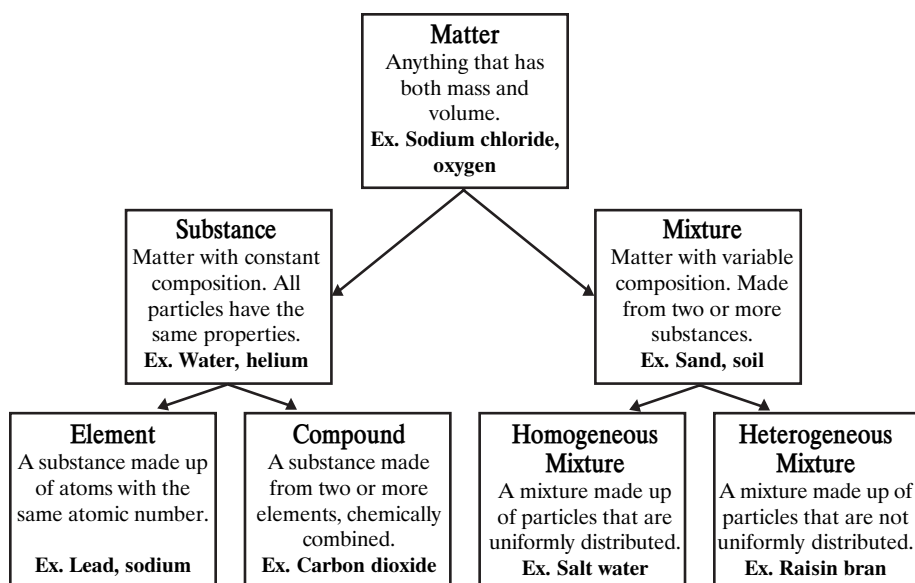 Matter
Anything that has
both mass and
volume.
Ex. Sodium chloride,
oxygen
Substance
Matter with constant
composition. All
particles have the
same properties.
Ex. Water, helium
Mixture
Matter with variable
composition. Made
from two or more
substances.
Ex. Sand, soil
Element
A substance made up
of atoms with the
same atomic number.
Ex. Lead, sodium
Compound
A substance made
from two or more
elements, chemically
combined.
Ex. Carbon dioxide
Homogeneous
Mixture
A mixture made up
of particles that are
uniformly distributed.
Ex. Salt water
Heterogeneous
Mixture
A mixture made up of
particles that are not
uniformly distributed.
Ex. Raisin bran